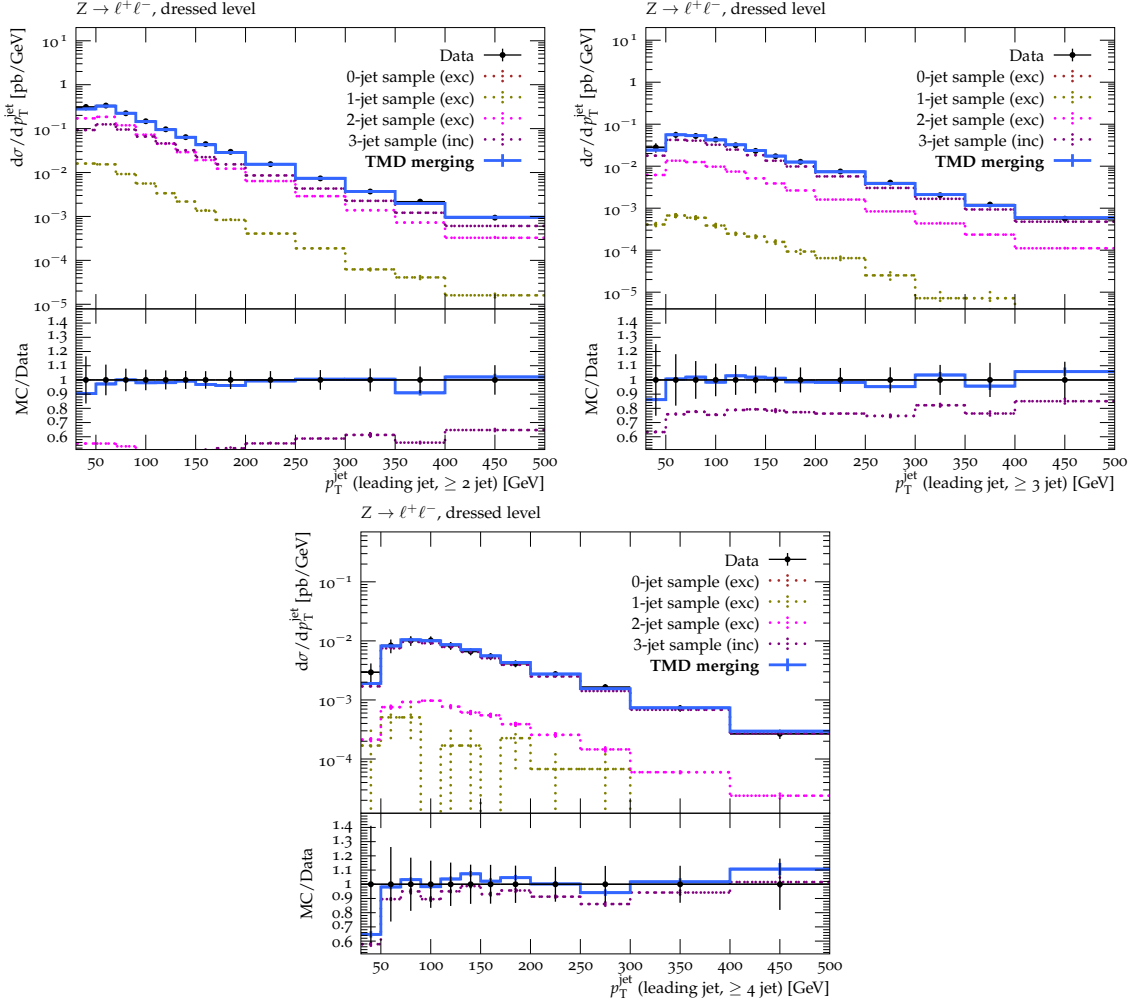 Z → ℓ⁺ℓ⁻, dressed level
dσ/dp_T^jet [pb/GeV]
10¹
1
10⁻¹
10⁻²
10⁻³
10⁻⁴
10⁻⁵
Data
0-jet sample (exc)
1-jet sample (exc)
2-jet sample (exc)
3-jet sample (inc)
TMD merging
MC/Data
1.4
1.3
1.2
1.1
1
0.9
0.8
0.7
0.6
50 100 150 200 250 300 350 400 450 500
p_T^jet (leading jet, ≥ 2 jet) [GeV]
Z → ℓ⁺ℓ⁻, dressed level
dσ/dp_T^jet [pb/GeV]
10¹
1
10⁻¹
10⁻²
10⁻³
10⁻⁴
10⁻⁵
Data
0-jet sample (exc)
1-jet sample (exc)
2-jet sample (exc)
3-jet sample (inc)
TMD merging
MC/Data
1.4
1.3
1.2
1.1
1
0.9
0.8
0.7
0.6
50 100 150 200 250 300 350 400 450 500
p_T^jet (leading jet, ≥ 3 jet) [GeV]
Z → ℓ⁺ℓ⁻, dressed level
dσ/dp_T^jet [pb/GeV]
10⁻¹
10⁻²
10⁻³
10⁻⁴
Data
0-jet sample (exc)
1-jet sample (exc)
2-jet sample (exc)
3-jet sample (inc)
TMD merging
MC/Data
1.4
1.3
1.2
1.1
1
0.9
0.8
0.7
0.6
50 100 150 200 250 300 350 400 450 500
p_T^jet (leading jet, ≥ 4 jet) [GeV]